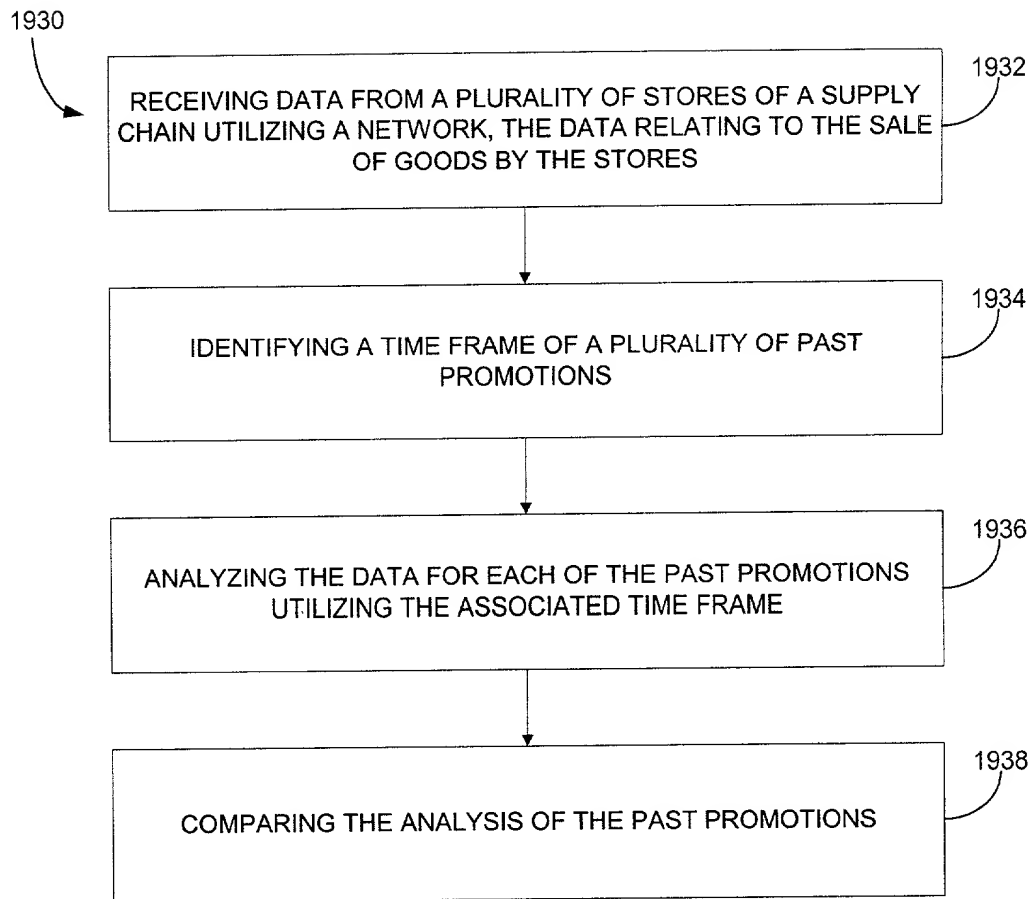 1930
1932
RECEIVING DATA FROM A PLURALITY OF STORES OF A SUPPLY
CHAIN UTILIZING A NETWORK, THE DATA RELATING TO THE SALE
OF GOODS BY THE STORES
1934
IDENTIFYING A TIME FRAME OF A PLURALITY OF PAST
PROMOTIONS
1936
ANALYZING THE DATA FOR EACH OF THE PAST PROMOTIONS
UTILIZING THE ASSOCIATED TIME FRAME
1938
COMPARING THE ANALYSIS OF THE PAST PROMOTIONS